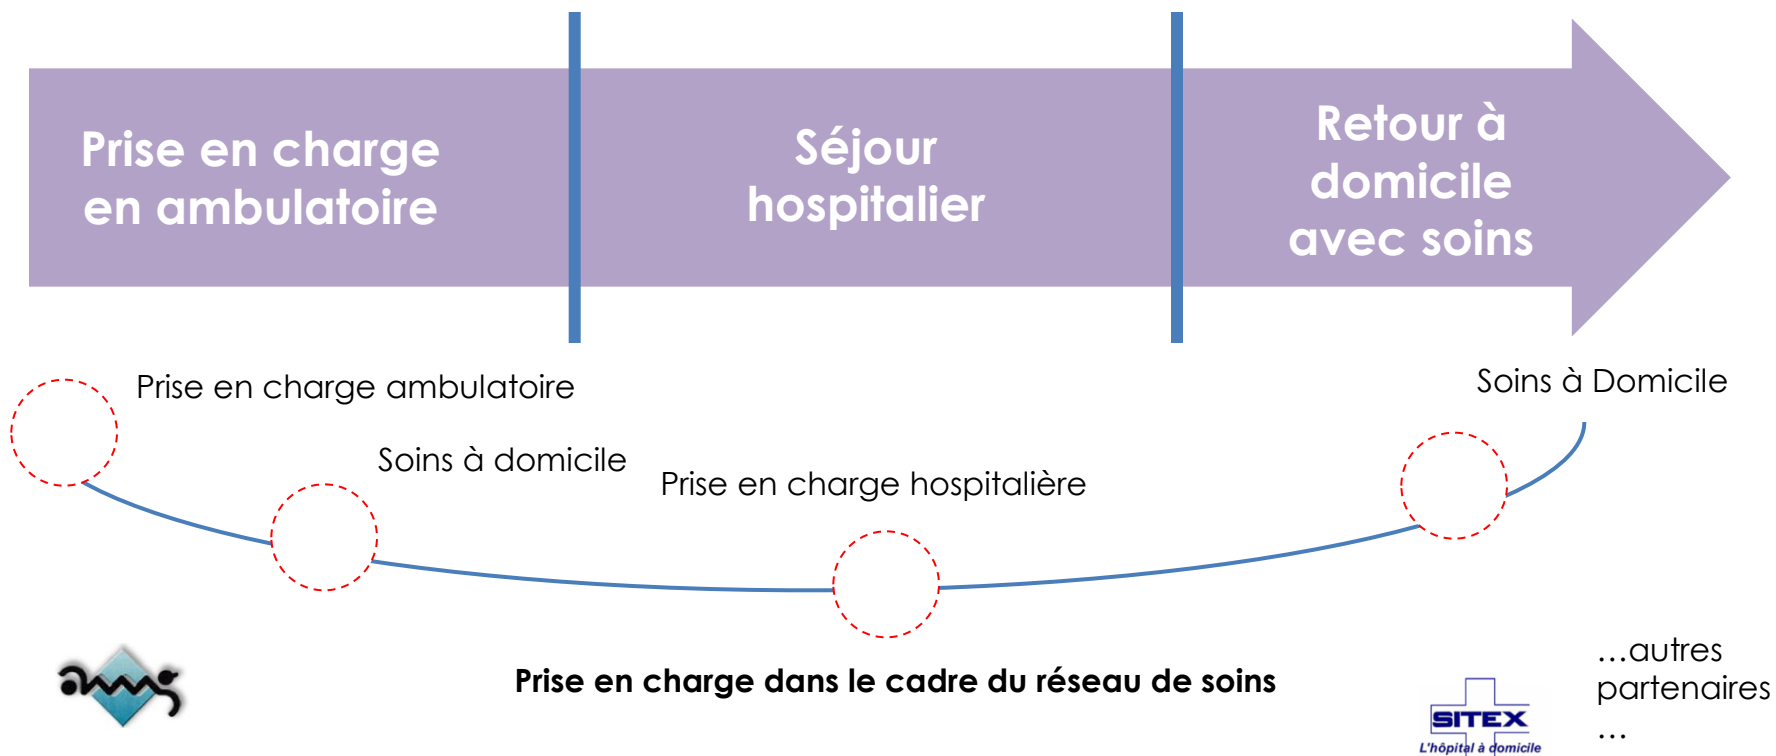 Prise en charge
en ambulatoire
Séjour
hospitalier
Retour à
domicile
avec soins
Prise en charge ambulatoire
Soins à domicile
Prise en charge hospitalière
Soins à Domicile
amg
Prise en charge dans le cadre du réseau de soins
SITEX
L'hôpital à domicile
…autres
partenaires
…